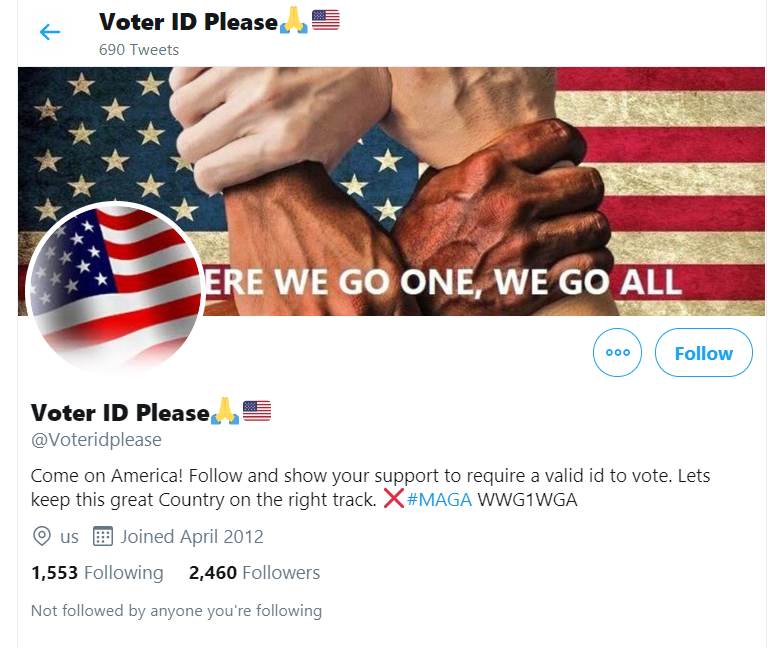 Voter ID Please🙏🇺🇸
690 Tweets
ERE WE GO ONE, WE GO ALL
Follow
Voter ID Please🙏🇺🇸
@Voteridplease
Come on America! Follow and show your support to require a valid id to vote. Lets
keep this great Country on the right track. ❌#MAGA WWG1WGA
us Joined April 2012
1,553 Following 2,460 Followers
Not followed by anyone you're following